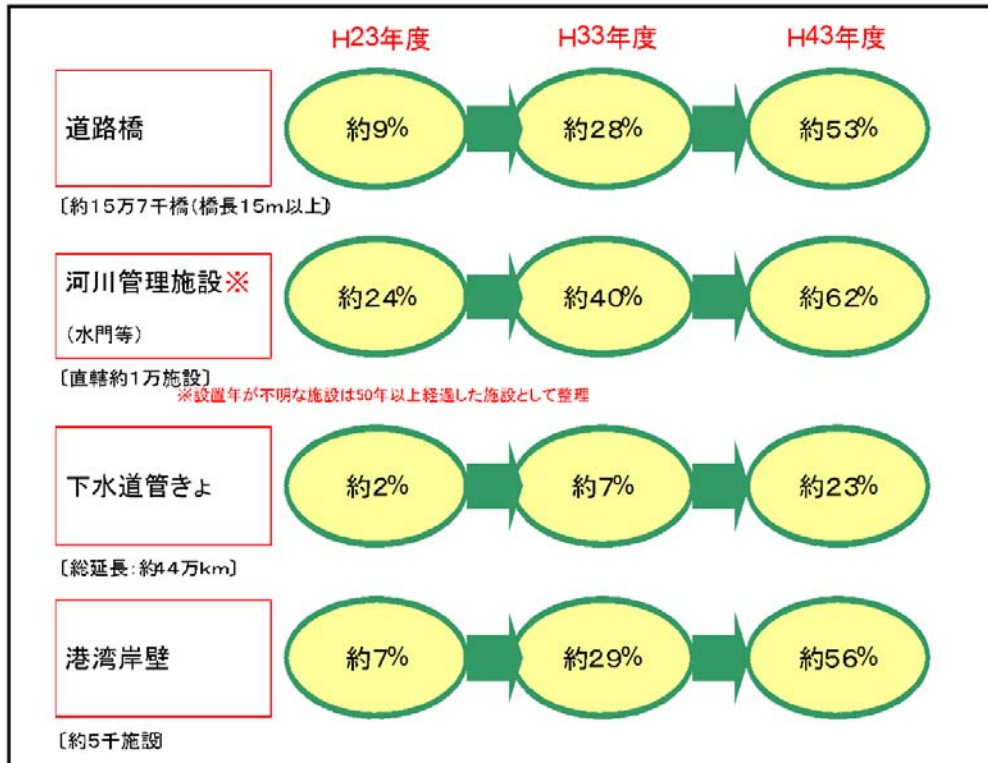 H23年度 H33年度 H43年度
道路橋
約9% 約28% 約53%
〔約15万7千橋(橋長15m以上〕
河川管理施設※
(水門等)
約24% 約40% 約62%
〔直轄約1万施設〕
※設置年が不明な施設は50年以上経過した施設として整理
下水道管きょ
約2% 約7% 約23%
〔総延長:約44万km〕
港湾岸壁
約7% 約29% 約56%
〔約5千施設〕